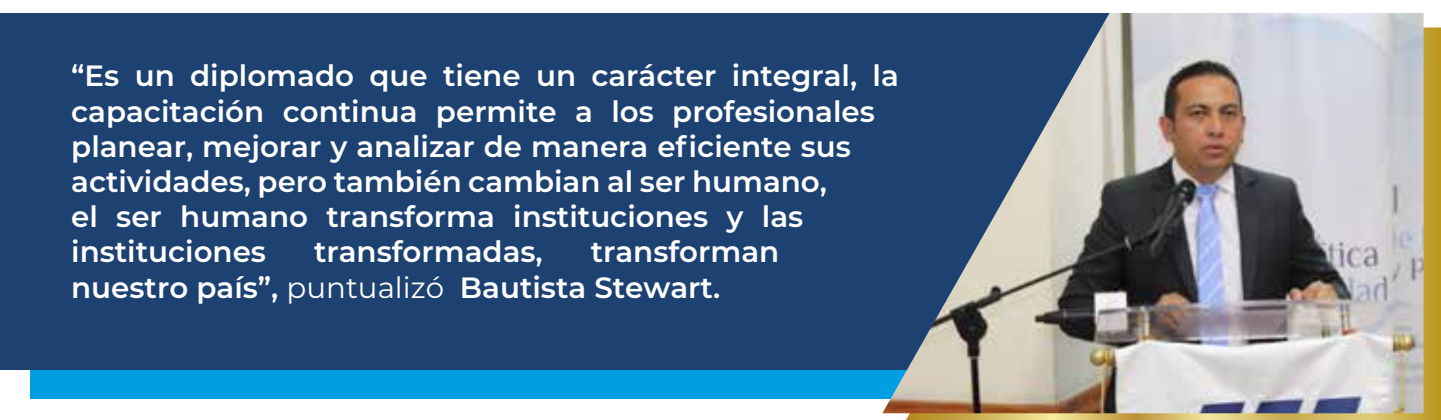 “Es un diplomado que tiene un carácter integral, la
capacitación continua permite a los profesionales
planear, mejorar y analizar de manera eficiente sus
actividades, pero también cambian al ser humano,
el ser humano transforma instituciones y las
instituciones transformadas, transforman
nuestro país”, puntualizó Bautista Stewart.